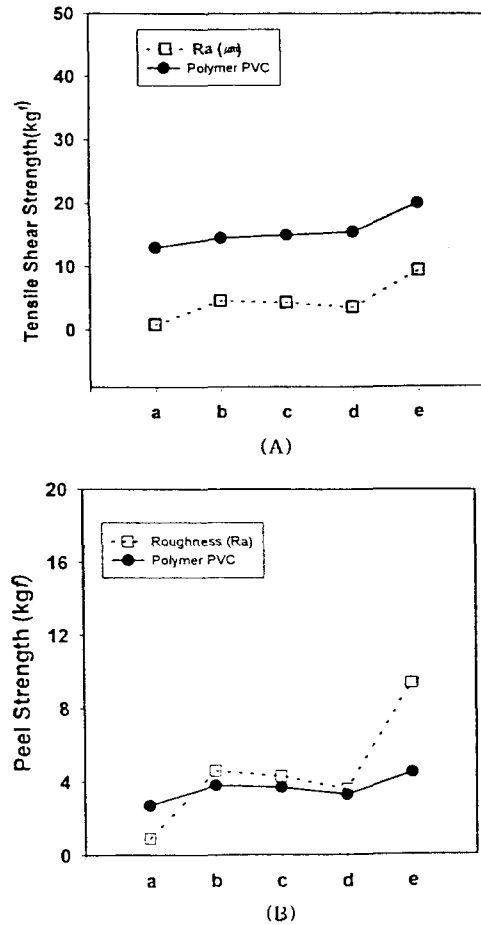 50
40
30
20
10
0
Tensile Shear Strength(kgf)
Ra (㎛)
Polymer PVC
a b c d e
(A)
20
16
12
8
4
0
Peel Strength (kgf)
Roughness (Ra)
Polymer PVC
a b c d e
(B)